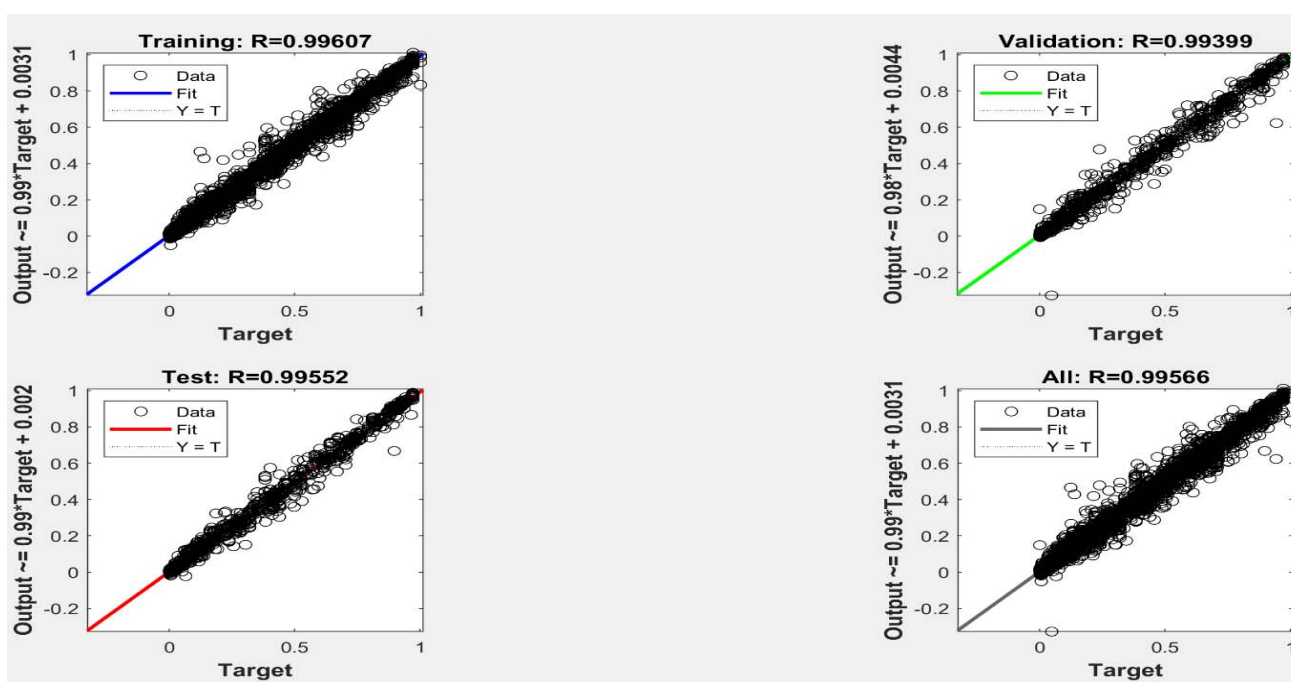 Training: R=0.99607
Output ~= 0.99*Target + 0.0031
1
0.8
0.6
0.4
0.2
0
-0.2
Data
Fit
Y = T
0 0.5 1
Target
Validation: R=0.99399
Output ~= 0.98*Target + 0.0044
1
0.8
0.6
0.4
0.2
0
-0.2
Data
Fit
Y = T
0 0.5 1
Target
Test: R=0.99552
Output ~= 0.99*Target + 0.002
1
0.8
0.6
0.4
0.2
0
-0.2
Data
Fit
Y = T
0 0.5 1
Target
All: R=0.99566
Output ~= 0.99*Target + 0.0031
1
0.8
0.6
0.4
0.2
0
-0.2
Data
Fit
Y = T
0 0.5 1
Target